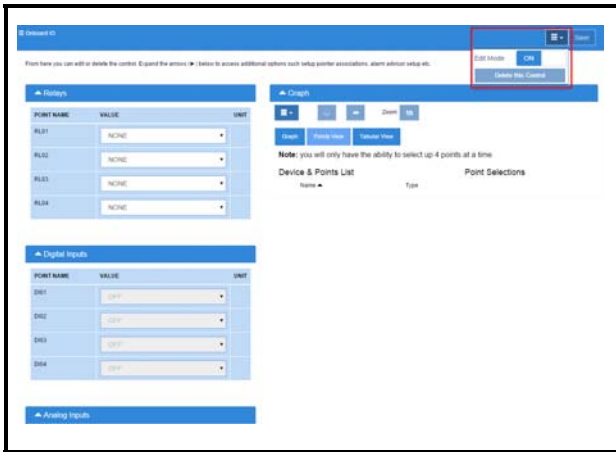 Onboard IO
Save
Edit Mode ON
Delete this Control
From here you can edit or delete the control. Expand the arrows (►) below to access additional options such setup pointer associations, alarm advisor setup etc.
Relays
POINT NAME VALUE UNIT
RL01 NONE
RL02 NONE
RL03 NONE
RL04 NONE
Digital Inputs
POINT NAME VALUE UNIT
DI01 OFF
DI02 OFF
DI03 OFF
DI04 OFF
Analog Inputs
Graph
Zoom
Graph Points View Tabular View
Note: you will only have the ability to select up 4 points at a time
Device & Points List Point Selections
Name Type